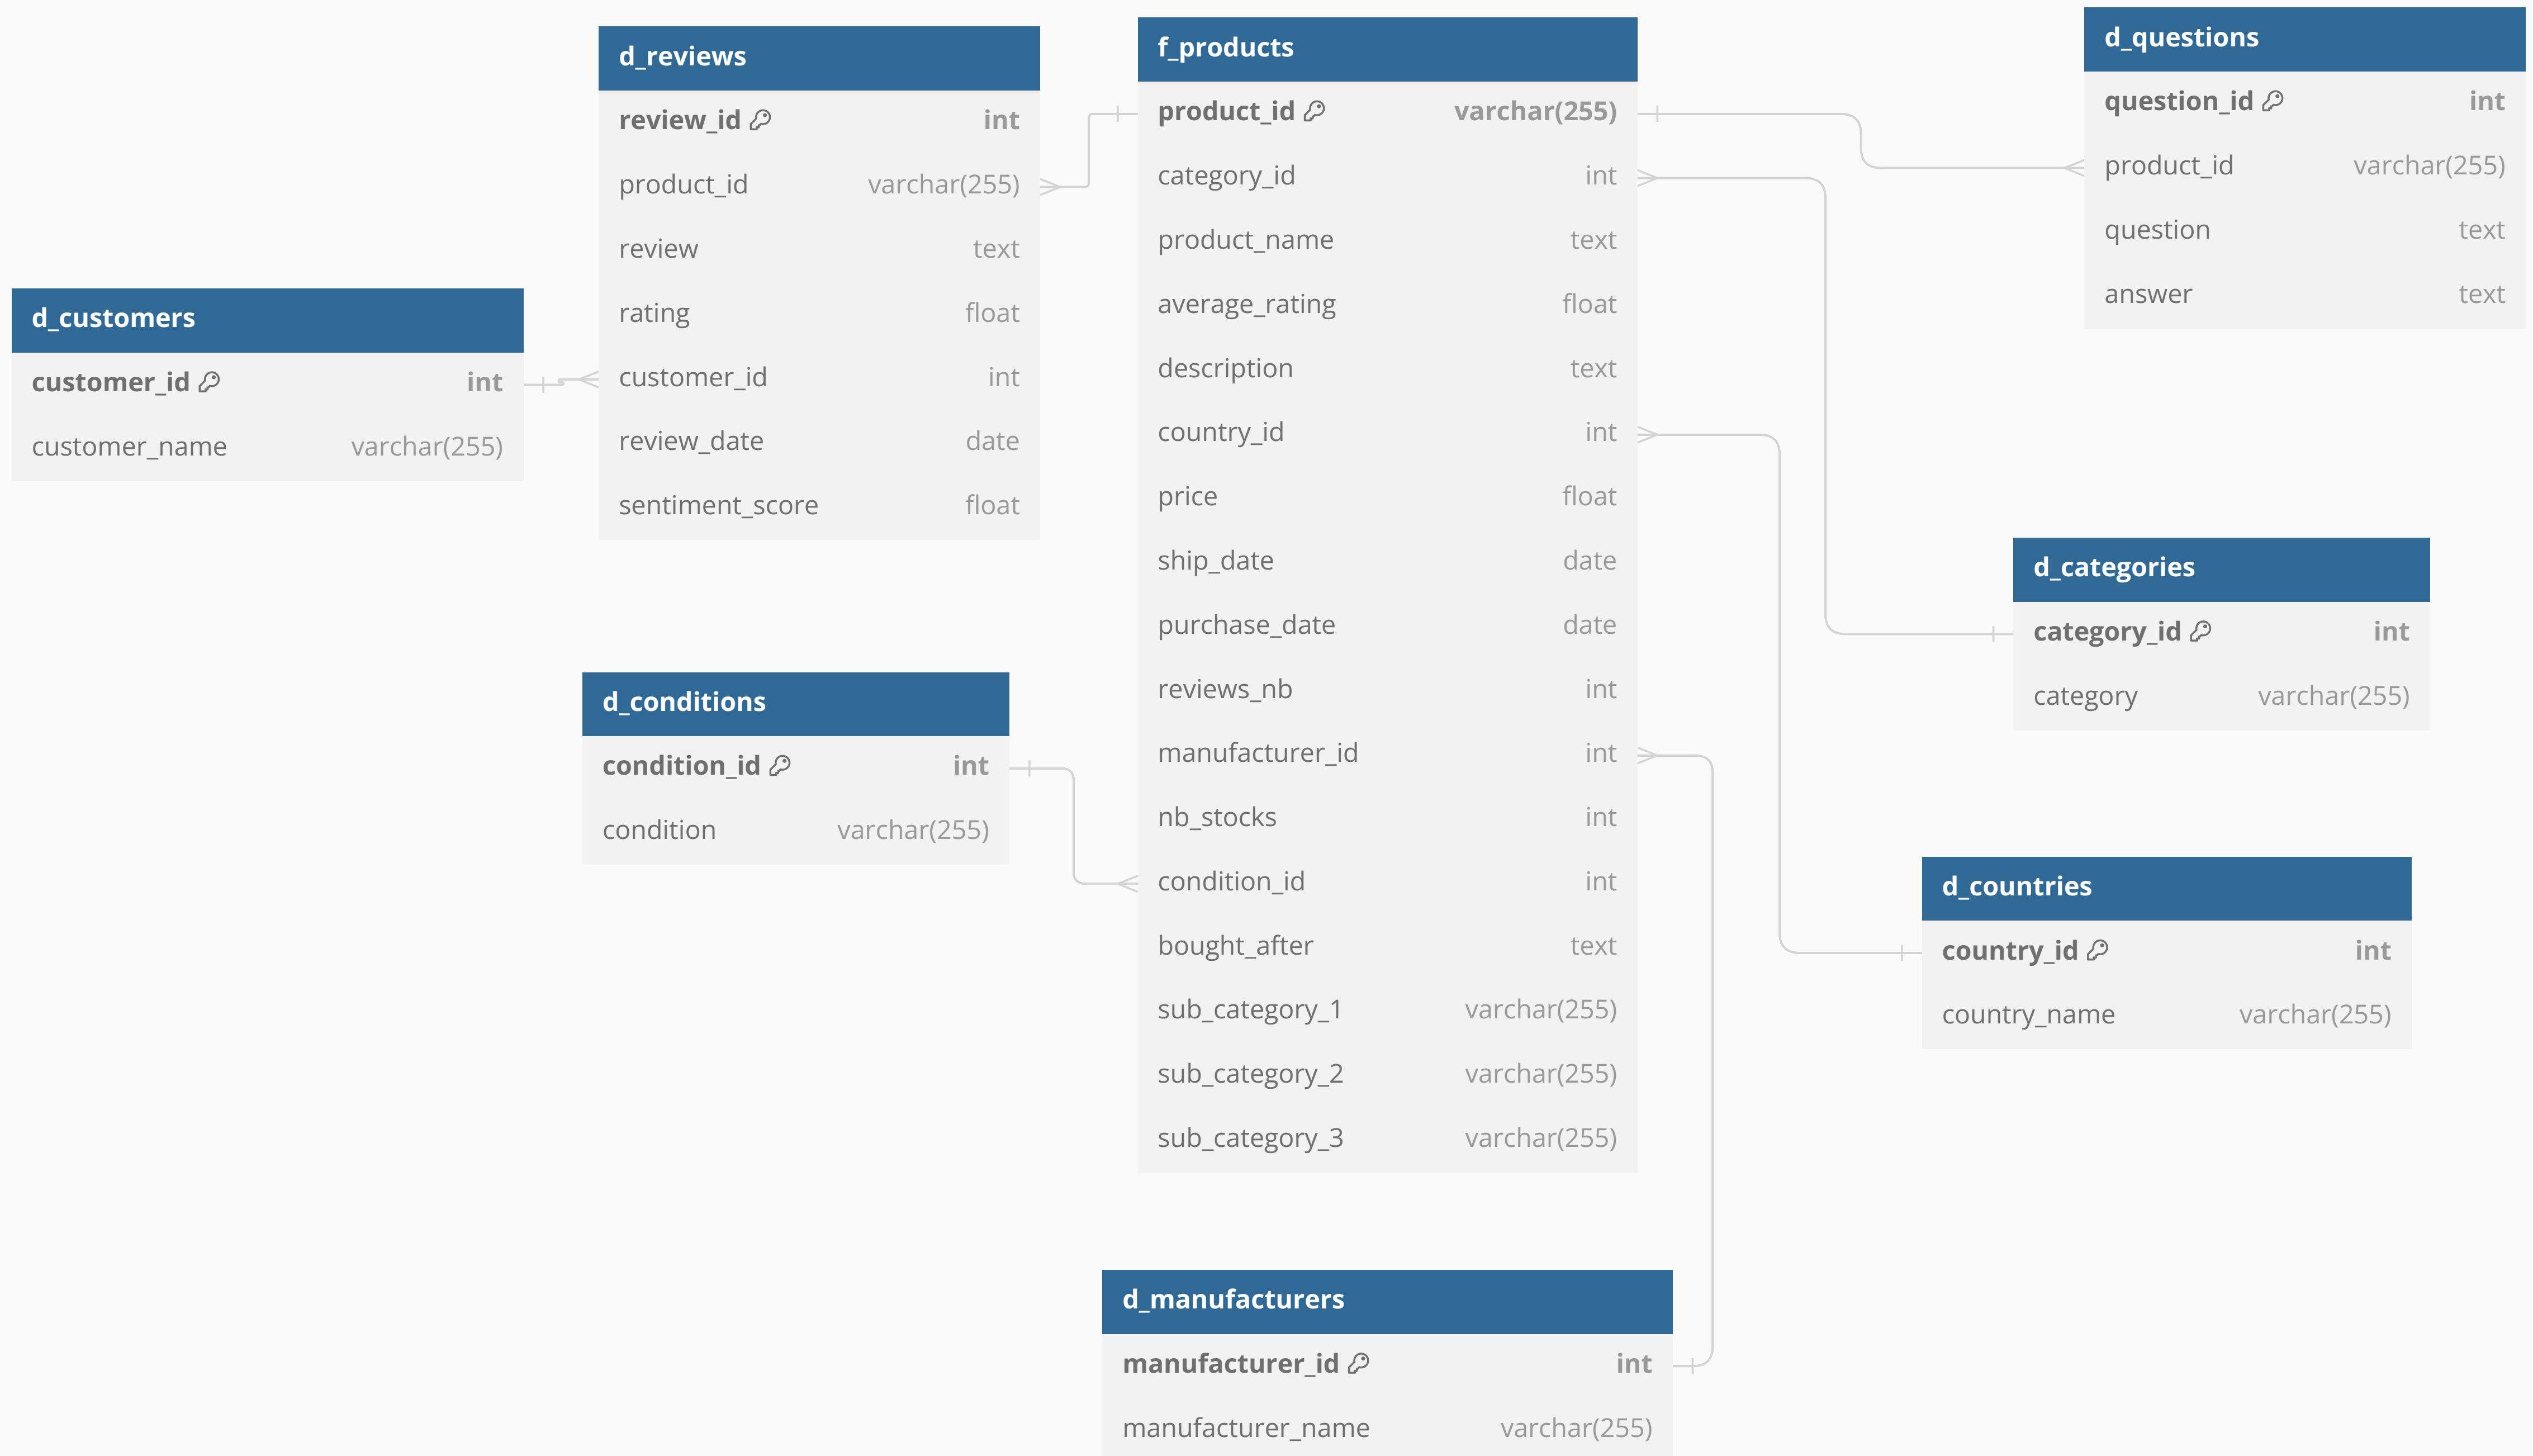 d_reviews
review_id int
product_id varchar(255)
review text
rating float
customer_id int
review_date date
sentiment_score float
f_products
product_id varchar(255)
category_id int
product_name text
average_rating float
description text
country_id int
price float
ship_date date
purchase_date date
reviews_nb int
manufacturer_id int
nb_stocks int
condition_id int
bought_after text
sub_category_1 varchar(255)
sub_category_2 varchar(255)
sub_category_3 varchar(255)
d_questions
question_id int
product_id varchar(255)
question text
answer text
d_customers
customer_id int
customer_name varchar(255)
d_categories
category_id int
category varchar(255)
d_conditions
condition_id int
condition varchar(255)
d_countries
country_id int
country_name varchar(255)
d_manufacturers
manufacturer_id int
manufacturer_name varchar(255)